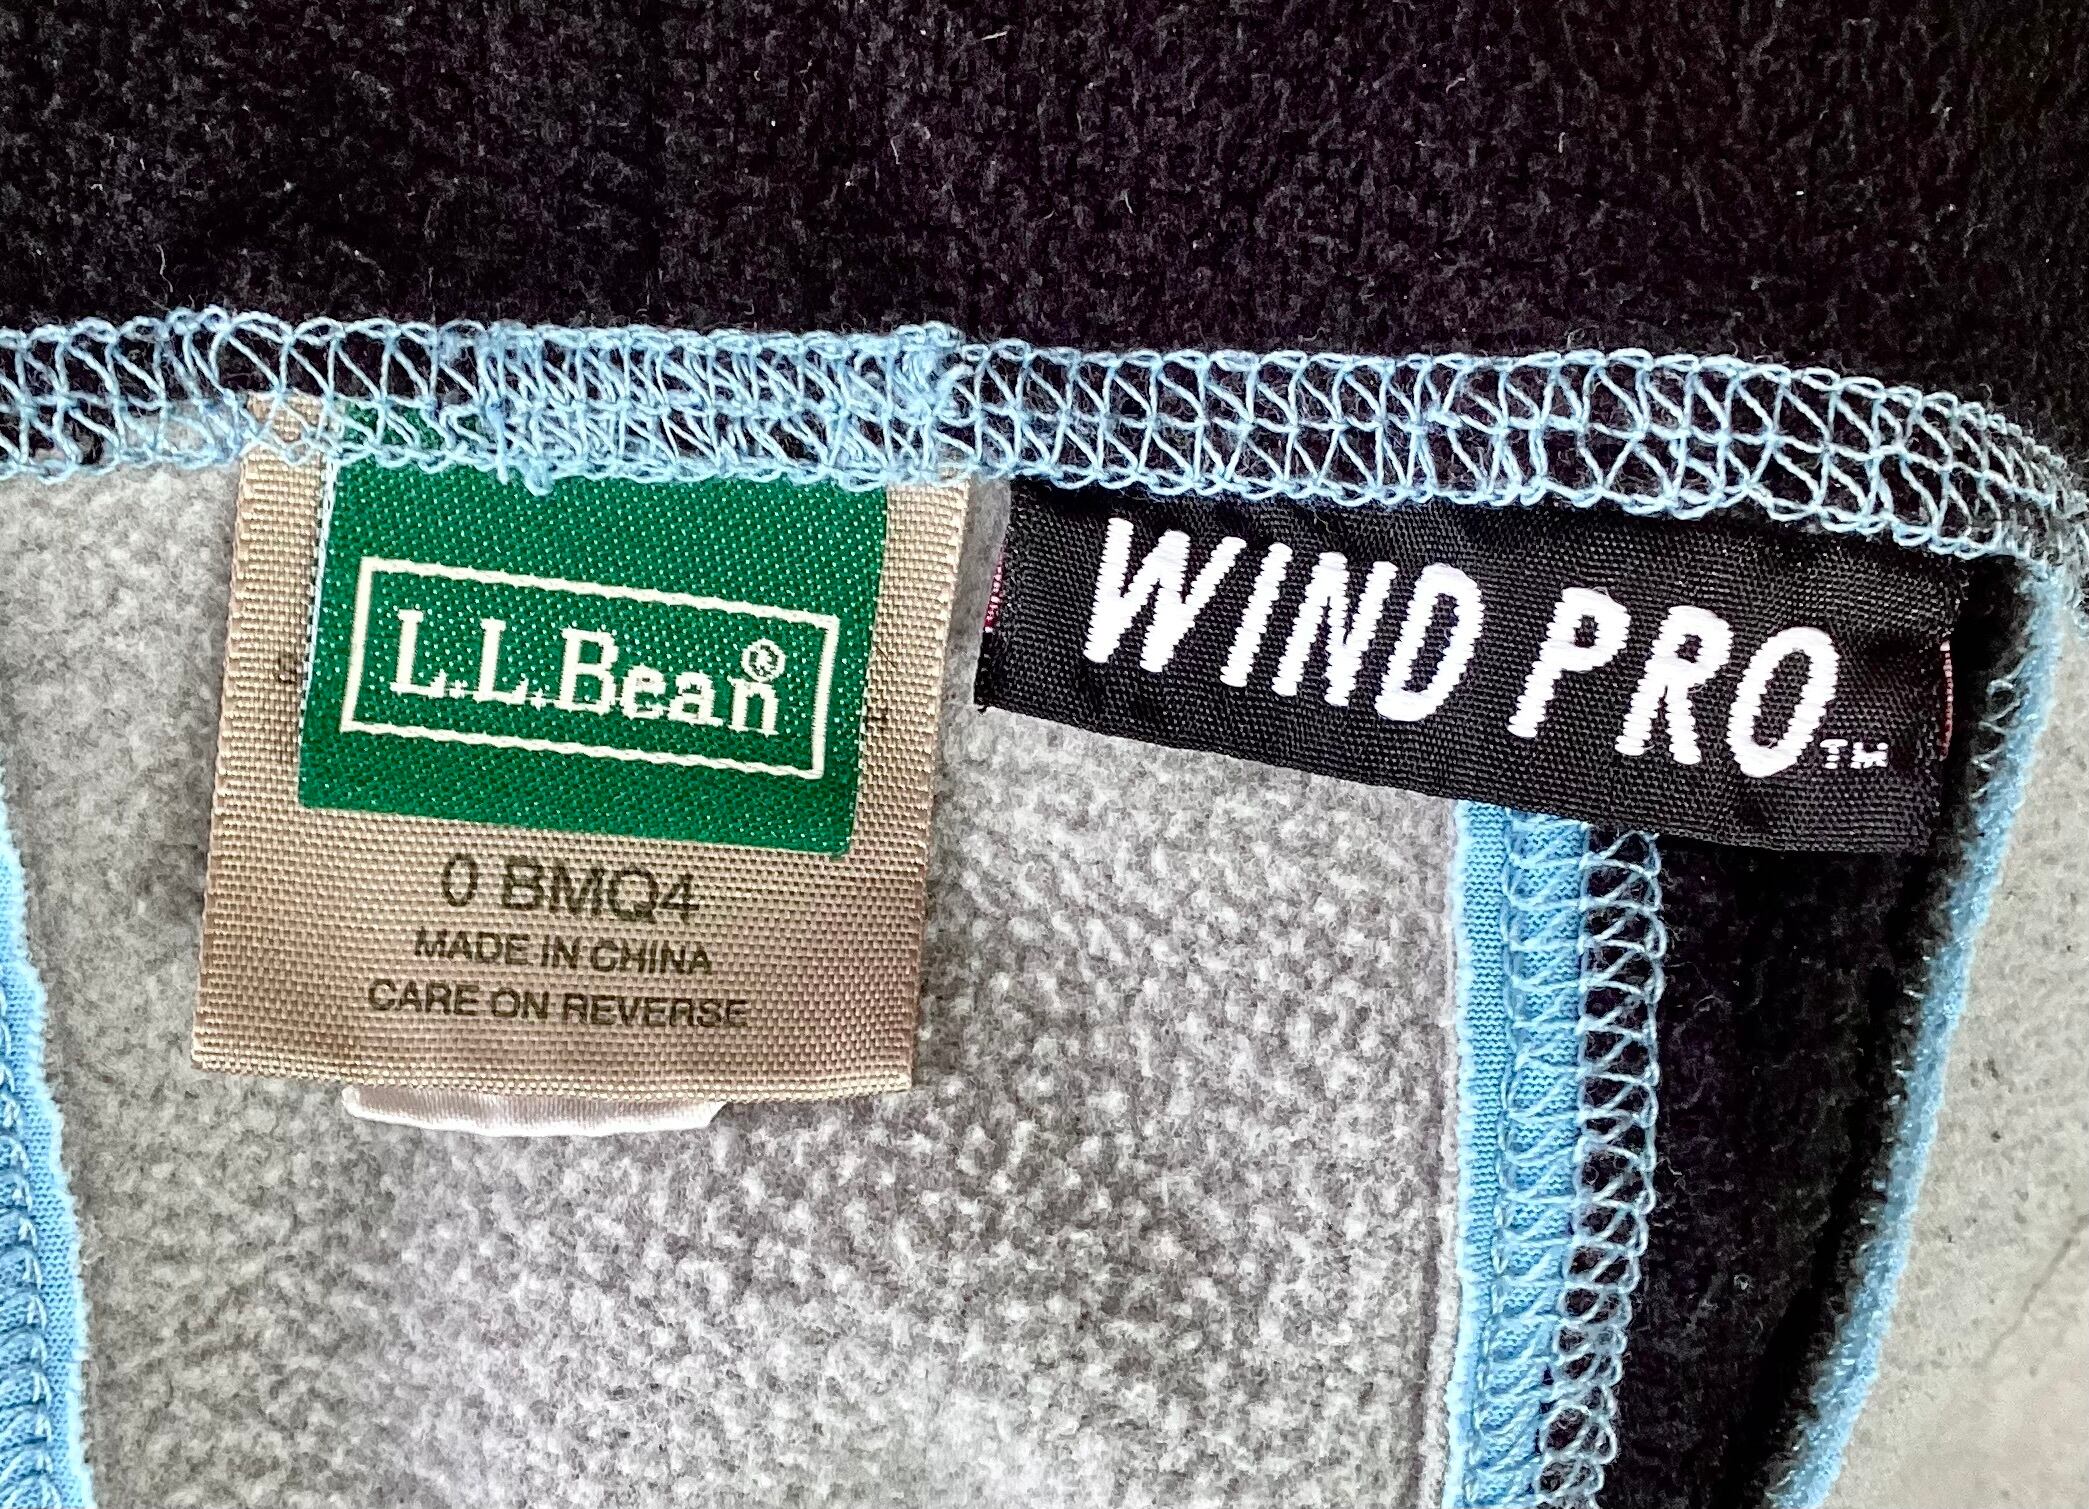 L.L.Bean®
0 BMQ4
MADE IN CHINA
CARE ON REVERSE
WIND PRO™